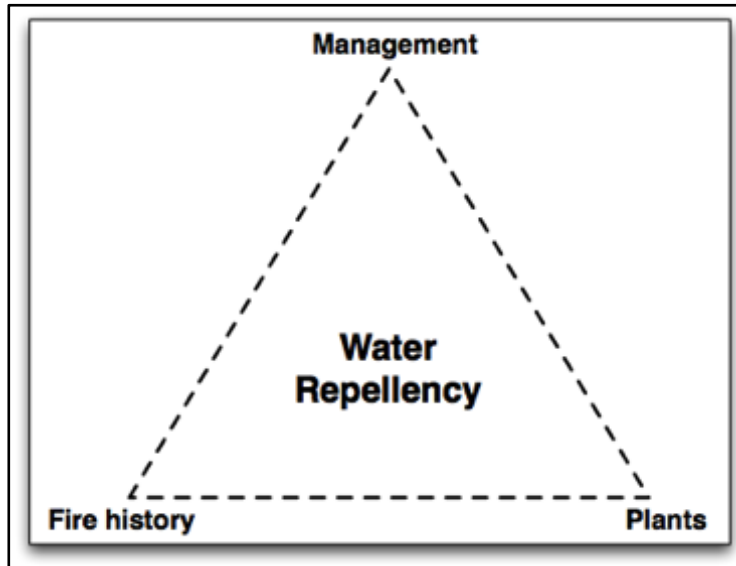 Management
Water
Repellency
Fire history
Plants